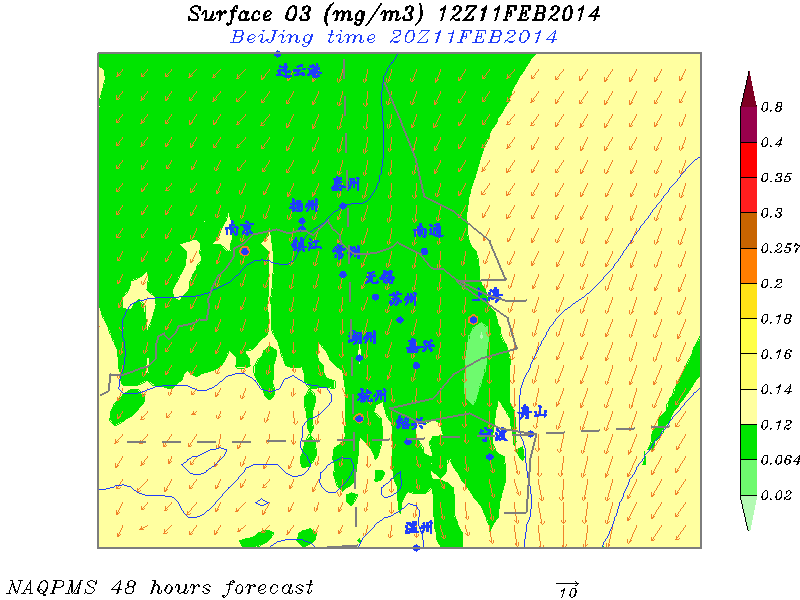 Surface O3 (mg/m3) 12Z11FEB2014
BeiJing time 20Z11FEB2014
连云港
泰州
扬州
南京
镇江
常州
南通
无锡
苏州
上海
湖州
嘉兴
杭州
绍兴
舟山
宁波
温州
0.8
0.4
0.35
0.3
0.257
0.2
0.18
0.16
0.14
0.12
0.064
0.02
NAQPMS 48 hours forecast
10